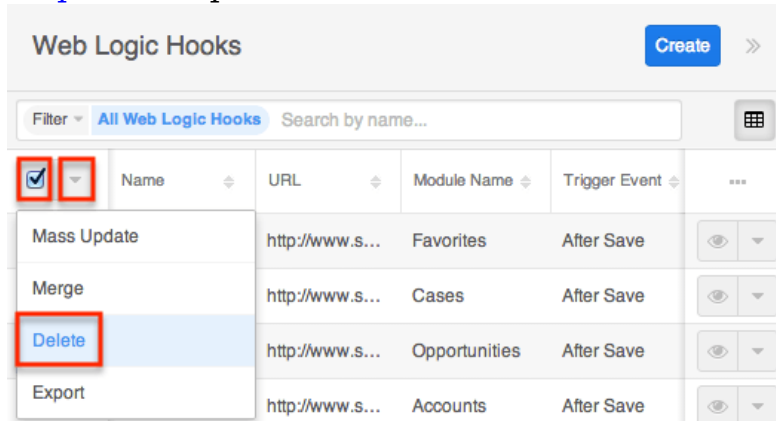 Web Logic Hooks Create
Filter All Web Logic Hooks Search by name...
Name URL Module Name Trigger Event
Mass Update http://www.s... Favorites After Save
Merge http://www.s... Cases After Save
Delete http://www.s... Opportunities After Save
Export http://www.s... Accounts After Save